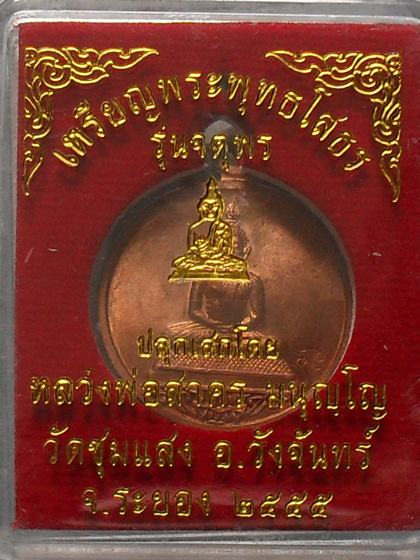 เหรียญพระพุทธโสธร
รุ่นจตุพร
ปลุกเสกโดย
หลวงพ่อสาคร มนุญโญ
วัดชุมแสง อ.วังจันทร์
จ.ระยอง ๒๕๕๕